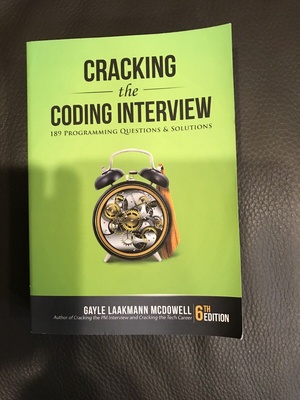 CRACKING
the
CODING INTERVIEW
189 PROGRAMMING QUESTIONS & SOLUTIONS
GAYLE LAAKMANN MCDOWELL
Author of Cracking the PM Interview and Cracking the Tech Career
6TH
EDITION